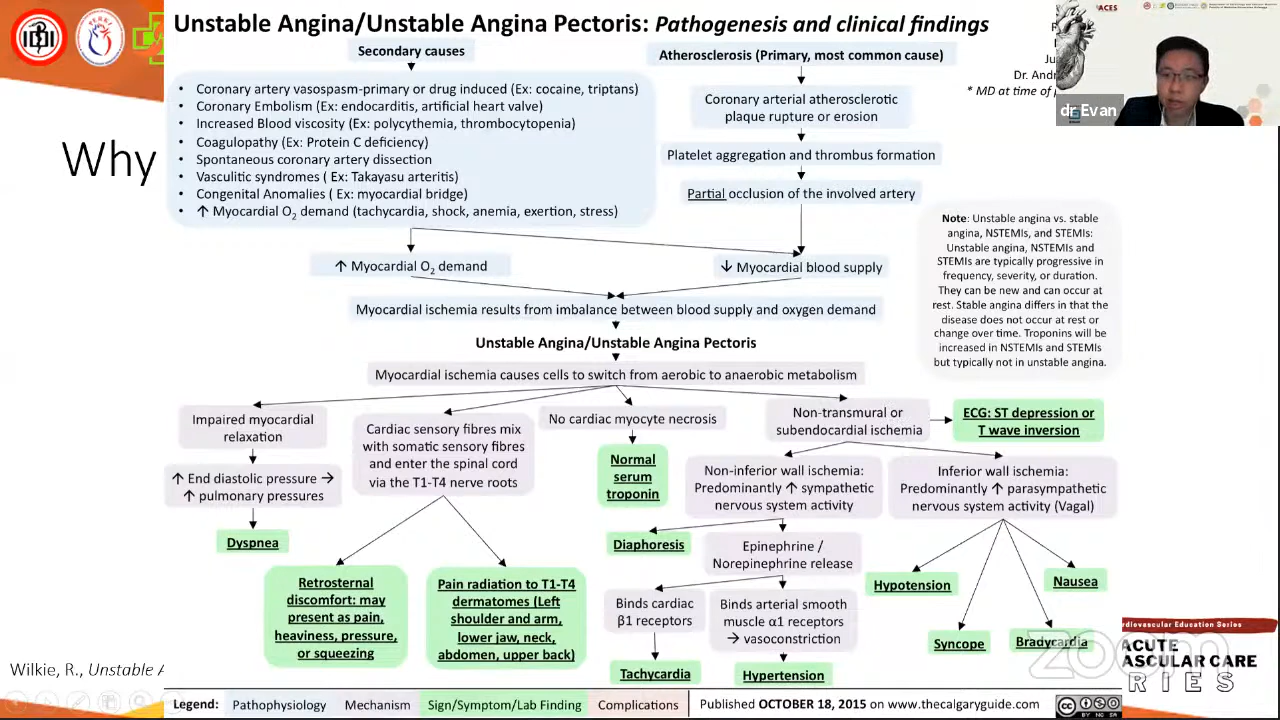 Unstable Angina/Unstable Angina Pectoris: Pathogenesis and clinical findings
Why
Secondary causes
• Coronary artery vasospasm-primary or drug induced (Ex: cocaine, triptans)
• Coronary Embolism (Ex: endocarditis, artificial heart valve)
• Increased Blood viscosity (Ex polycythemia, thrombocytopenia)
• Coagulopathy (Ex: Protein C deficiency)
• Spontaneous coronary artery dissection
• Vasculitic syndromes ( Ex: Takayasu arteritis)
• Congenital Anomalies ( Ex: myocardial bridge)
• ↑ Myocardial O2 demand (tachycardia, shock, anemia, exertion, stress)
Atherosclerosis (Primary, most common cause)
Coronary arterial atherosclerotic
plaque rupture or erosion
Platelet aggregation and thrombus formation
Partial occlusion of the involved artery
ACES
Dr. Andr
* MD at time of
dr Evan
Note: Unstable angina vs. stable
angina, NSTEMIs, and STEMIs:
Unstable angina, NSTEMIs and
STEMIs are typically progressive in
frequency, severity, or duration.
They can be new and can occur at
rest. Stable angina differs in that the
disease does not occur at rest or
change over time. Troponins will be
increased in NSTEMIs and STEMIs
but typically not in unstable angina.
↑ Myocardial O2 demand
↓ Myocardial blood supply
Myocardial ischemia results from imbalance between blood supply and oxygen demand
Unstable Angina/Unstable Angina Pectoris
Myocardial ischemia causes cells to switch from aerobic to anaerobic metabolism
Impaired myocardial
relaxation
↑ End diastolic pressure →
↑ pulmonary pressures
Dyspnea
Cardiac sensory fibres mix
with somatic sensory fibres
and enter the spinal cord
via the T1-T4 nerve roots
Retrosternal
discomfort: may
present as pain,
heaviness, pressure,
or squeezing
Pain radiation to T1-T4
dermatomes (Left
shoulder and arm,
lower jaw, neck,
abdomen, upper back)
No cardiac myocyte necrosis
Normal
serum
troponin
Non-transmural or
subendocardial ischemia
ECG: ST depression or
T wave inversion
Non-inferior wall ischemia:
Predominantly ↑ sympathetic
nervous system activity
Diaphoresis
Epinephrine /
Norepinephrine release
Binds cardiac
β1 receptors
Tachycardia
Binds arterial smooth
muscle α1 receptors
→ vasoconstriction
Hypertension
Inferior wall ischemia:
Predominantly ↑ parasympathetic
nervous system activity (Vagal)
Hypotension
Syncope
Bradycardia
Nausea
Wilkie, R., Unstable A
rdiovascular Education Series
ACUTE
ASCULAR CARE
RIES
zoom
Legend: Pathophysiology Mechanism Sign/Symptom/Lab Finding Complications Published OCTOBER 18, 2015 on www.thecalgaryguide.com
cc BY NC SA